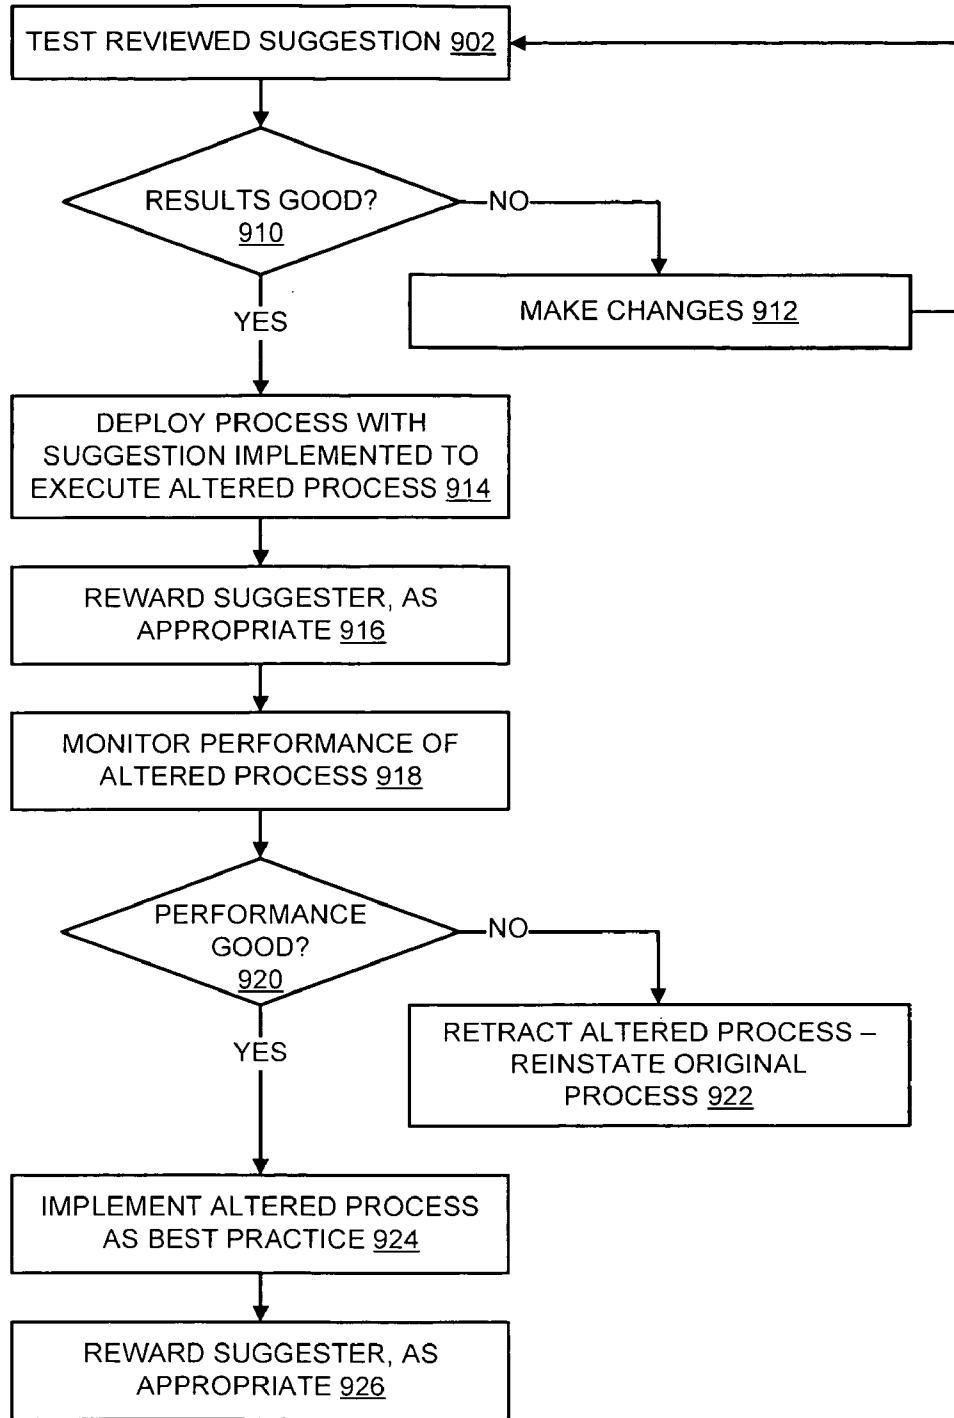 TEST REVIEWED SUGGESTION 902
RESULTS GOOD?
910
NO
MAKE CHANGES 912
YES
DEPLOY PROCESS WITH
SUGGESTION IMPLEMENTED TO
EXECUTE ALTERED PROCESS 914
REWARD SUGGESTER, AS
APPROPRIATE 916
MONITOR PERFORMANCE OF
ALTERED PROCESS 918
PERFORMANCE
GOOD?
920
NO
RETRACT ALTERED PROCESS –
REINSTATE ORIGINAL
PROCESS 922
YES
IMPLEMENT ALTERED PROCESS
AS BEST PRACTICE 924
REWARD SUGGESTER, AS
APPROPRIATE 926